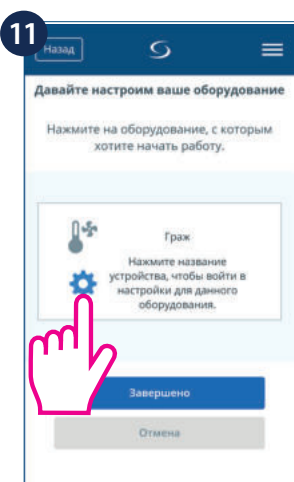 11
Назад
Давайте настроим ваше оборудование
Нажмите на оборудование, с которым
хотите начать работу.
Граж
Нажмите название
устройства, чтобы войти в
настройки для данного
оборудования.
Завершено
Отмена